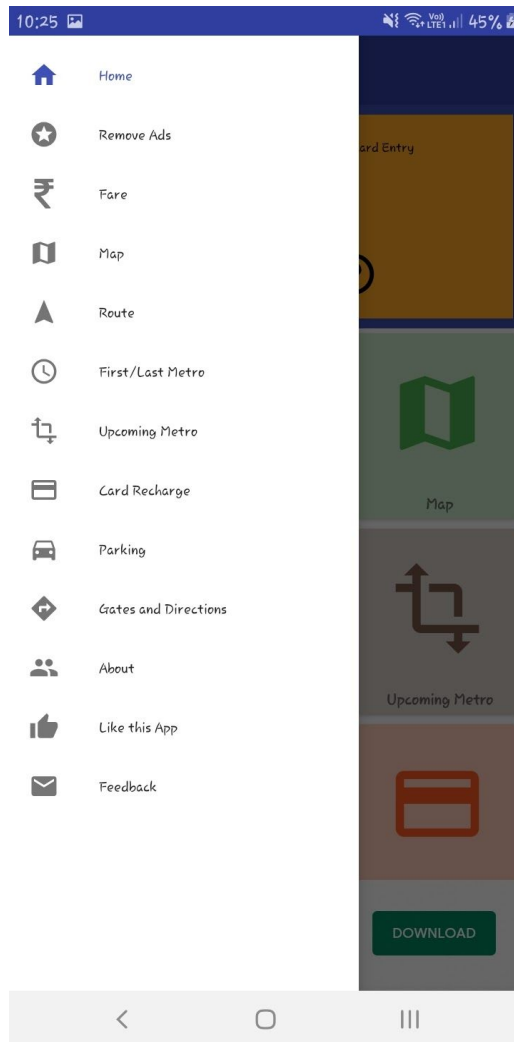 10:25 45%
Home
Remove Ads
Fare
Map
Route
First/Last Metro
Upcoming Metro
Card Recharge
Parking
Gates and Directions
About
Like this App
Feedback
ard Entry
Map
Upcoming Metro
DOWNLOAD